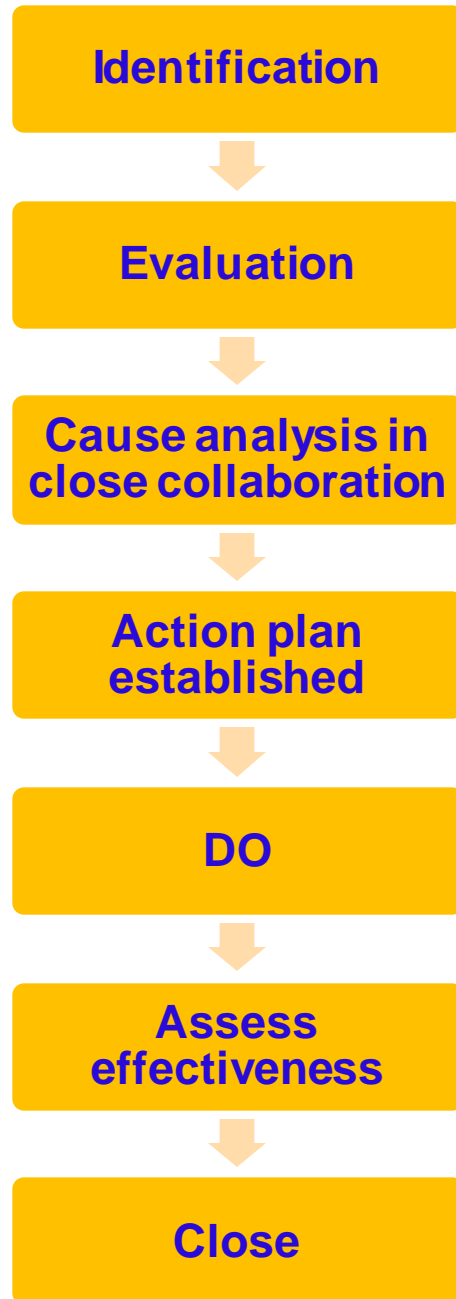 Identification
Evaluation
Cause analysis in
close collaboration
Action plan
established
DO
Assess
effectiveness
Close